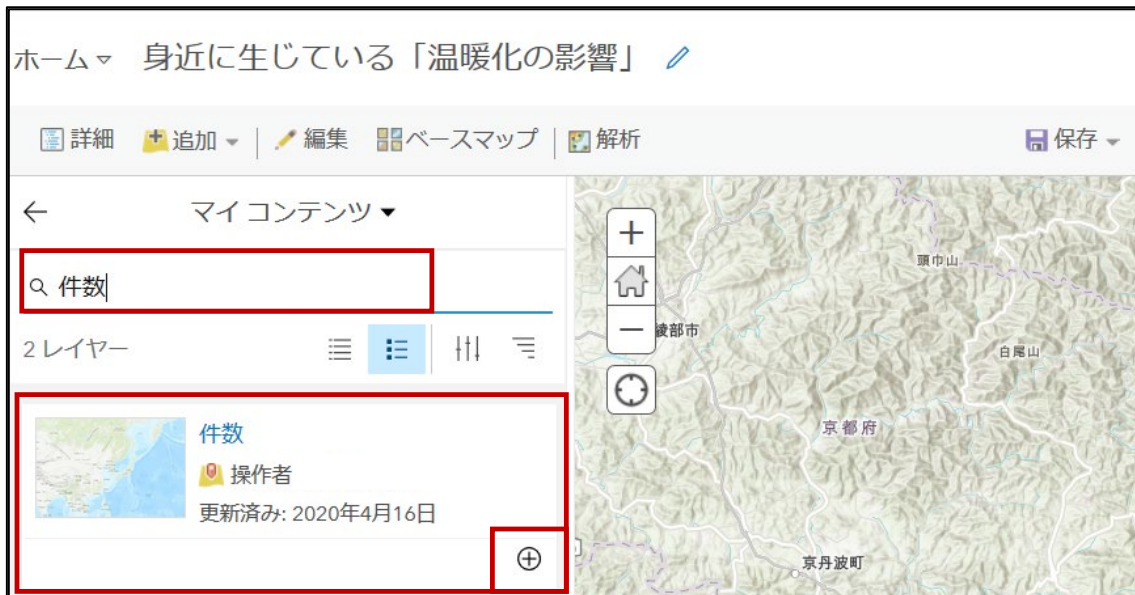 ホーム 身近に生じている「温暖化の影響」
詳細 追加 編集 ベースマップ 解析 保存
マイ コンテンツ
件数
2 レイヤー
件数
操作者
更新済み: 2020年4月16日
頭巾山
綾部市
白尾山
京都府
京丹波町